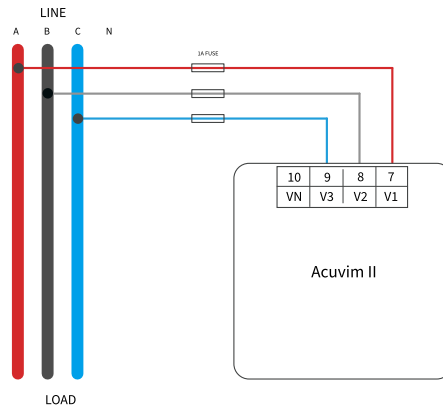 LINE
A B C N
1A FUSE
10 9 8 7
VN V3 V2 V1
Acuvim II
LOAD